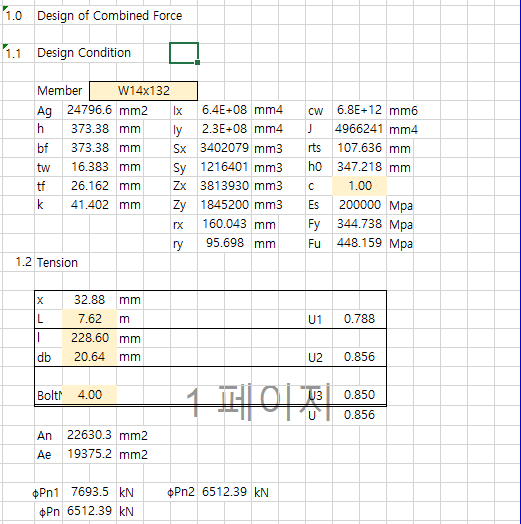 1.0 Design of Combined Force
1.1 Design Condition
Member W14x132
Ag 24796.6 mm2 Ix 6.4E+08 mm4 cw 6.8E+12 mm6
h 373.38 mm Iy 2.3E+08 mm4 J 4966241 mm4
bf 373.38 mm Sx 3402079 mm3 rts 107.636 mm
tw 16.383 mm Sy 1216401 mm3 h0 347.218 mm
tf 26.162 mm Zx 3813930 mm3 c 1.00
k 41.402 mm Zy 1845200 mm3 Es 200000 Mpa
rx 160.043 mm Fy 344.738 Mpa
ry 95.698 mm Fu 448.159 Mpa
1.2 Tension
x 32.88 mm
L 7.62 m U1 0.788
l 228.60 mm
db 20.64 mm U2 0.856
1 페이지
Bolt 4.00 U3 0.850
U 0.856
An 22630.3 mm2
Ae 19375.2 mm2
ϕPn1 7693.5 kN ϕPn2 6512.39 kN
ϕPn 6512.39 kN